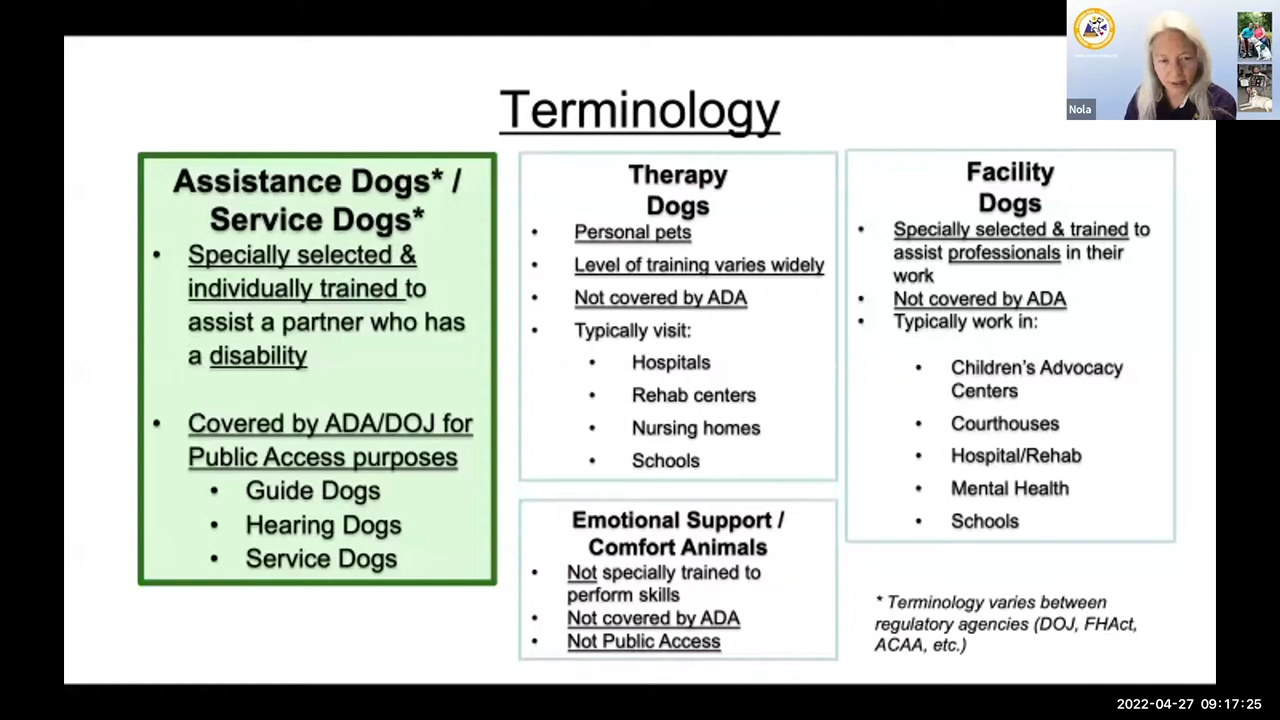 Terminology
Assistance Dogs* /
Service Dogs*
• Specially selected &
individually trained to
assist a partner who has
a disability
• Covered by ADA/DOJ for
Public Access purposes
• Guide Dogs
• Hearing Dogs
• Service Dogs
Therapy
Dogs
• Personal pets
• Level of training varies widely
• Not covered by ADA
• Typically visit:
• Hospitals
• Rehab centers
• Nursing homes
• Schools
Emotional Support /
Comfort Animals
• Not specially trained to
perform skills
• Not covered by ADA
• Not Public Access
Facility
Dogs
• Specially selected & trained to
assist professionals in their
work
• Not covered by ADA
• Typically work in:
• Children's Advocacy
Centers
• Courthouses
• Hospital/Rehab
• Mental Health
• Schools
* Terminology varies between
regulatory agencies (DOJ, FHAct,
ACAA, etc.)
Nola
2022-04-27 09:17:25